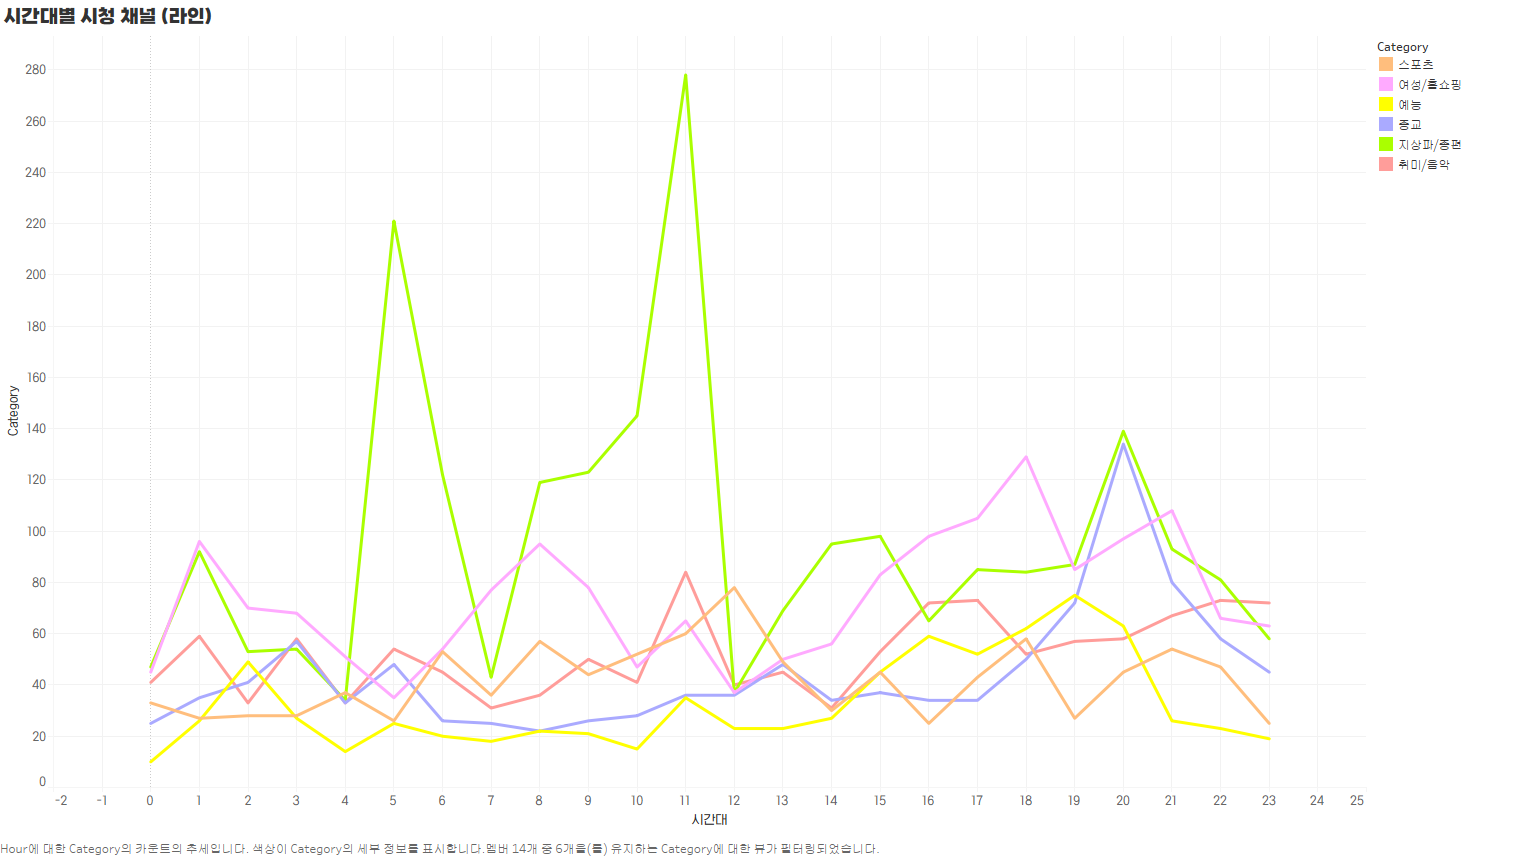 시간대별 시청 채널 (라인)
Category
스포츠
여성/홈쇼핑
예능
종교
지상파/종편
취미/음악
280
260
240
220
200
180
160
140
120
100
80
60
40
20
0
Category
-2 -1 0 1 2 3 4 5 6 7 8 9 10 11 12 13 14 15 16 17 18 19 20 21 22 23 24 25
시간대
Hour에 대한 Category의 카운트의 추세입니다. 색상이 Category의 세부 정보를 표시합니다.멤버 14개 중 6개을(를) 유지하는 Category에 대한 뷰가 필터링되었습니다.